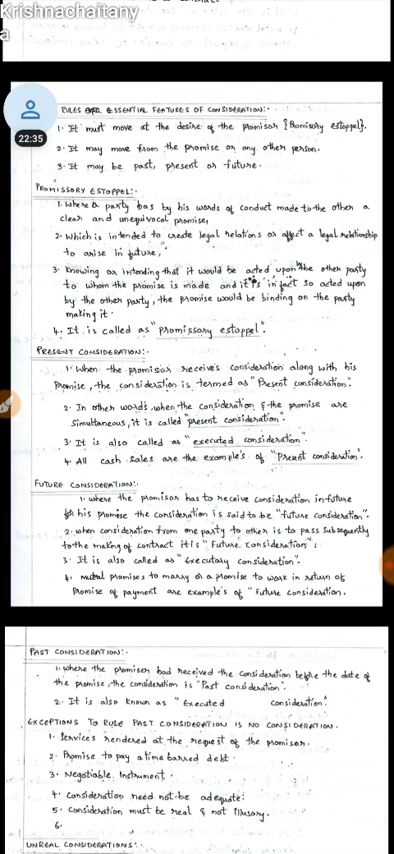 Krishnachaitany
a
22:35
RULES OR ESSENTIAL FEATURES OF CONSIDERATION:-
1. It must move at the desire of the promisor {Promissory Estoppel}.
2. It may move from the promise or any other person.
3. It may be past, present or future.
PROMISSORY ESTOPPEL:-
1. Where a party has by his words of conduct made to the other a
clear and unequivocal promise,
2. Which is intended to create legal relations or affect a legal relationship
to arise in future,
3. Knowing or intending that it would be acted upon the other party
to whom the promise is made and it is in fact so acted upon
by the other party, the promise would be binding on the party
making it.
4. It is called as "promissary estoppel".
PRESENT CONSIDERATION:-
1. When the promisor receive's consideration along with his
Promise, the consideration is termed as "Present consideration".
2. In other words, when the consideration & the promise are
simultaneous, it is called "present consideration".
3. It is also called as "executed consideration"
4. All cash sales are the example's of "Present consideration".
FUTURE CONSIDERATION:-
1. where the promisor has to receive consideration in future
for his promise the consideration is said to be "future consideration".
2. when consideration from one party to other is to pass subsequently
to the making of contract it is "Future consideration":
3. It is also called as "Executary consideration".
4. mutal promises to marry or a promise to work in return of
Promise of payment are example's of "Future consideration.
PAST CONSIDERATION:-
1. where the promiser had received the consideration before the date of
the promise, the consideration is "Past consideration".
2. It is also known as "Executed consideration".
EXCEPTIONS TO RULE PAST CONSIDERATION IS NO CONSIDERATION.
1. Services rendered at the request of the promisor.
2. Promise to pay a time barred debt.
3. Negotiable Instrument.
4. Consideration need not be adequate:
5. consideration must be real & not illusory.
6.
UNREAL CONSIDERATIONS:-